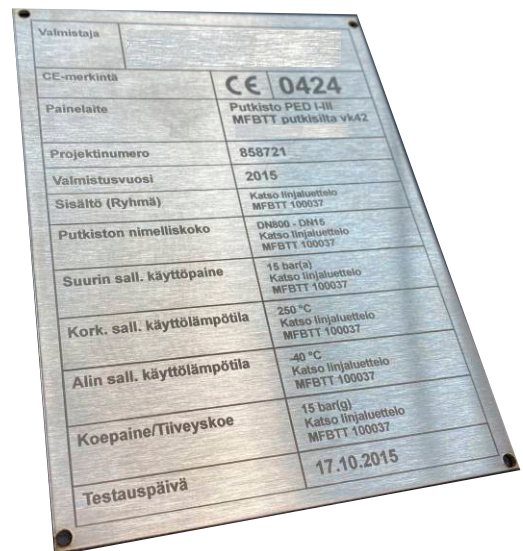 Valmistaja
CE-merkintä CE 0424
Painelaite Putkisto PED I-III
MFBTT putkisilta vk42
Projektinumero 858721
Valmistusvuosi 2015
Sisältö (Ryhmä) Katso linjaluettelo
MFBTT 100037
Putkiston nimelliskoko DN800 - DN15
Katso linjaluettelo
MFBTT 100037
Suurin sall. käyttöpaine 15 bar(a)
Katso linjaluettelo
MFBTT 100037
Kork. sall. käyttölämpötila 250 °C
Katso linjaluettelo
MFBTT 100037
Alin sall. käyttölämpötila -40 °C
Katso linjaluettelo
MFBTT 100037
Koepaine/Tiiveyskoe 15 bar(g)
Katso linjaluettelo
MFBTT 100037
Testauspäivä 17.10.2015